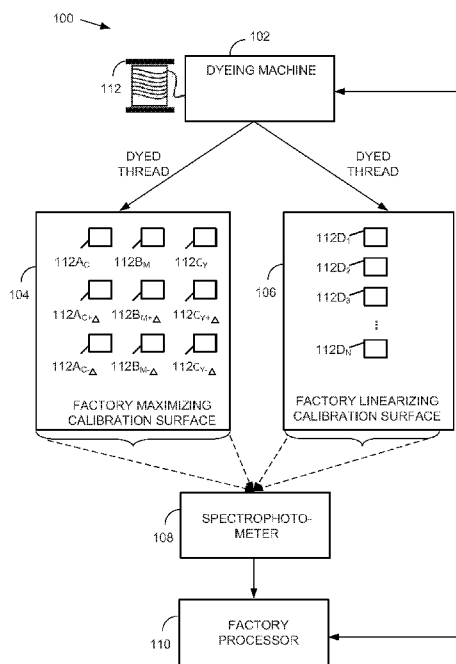 100
102
112
DYEING MACHINE
DYED
THREAD
DYED
THREAD
104
112A_C 112B_M 112C_Y
112A_C+Δ 112B_M+Δ 112C_Y+Δ
112A_C-Δ 112B_M-Δ 112C_Y-Δ
FACTORY MAXIMIZING
CALIBRATION SURFACE
106
112D_1
112D_2
112D_3
...
112D_N
FACTORY LINEARIZING
CALIBRATION SURFACE
108
SPECTROPHOTO-
METER
110
FACTORY
PROCESSOR